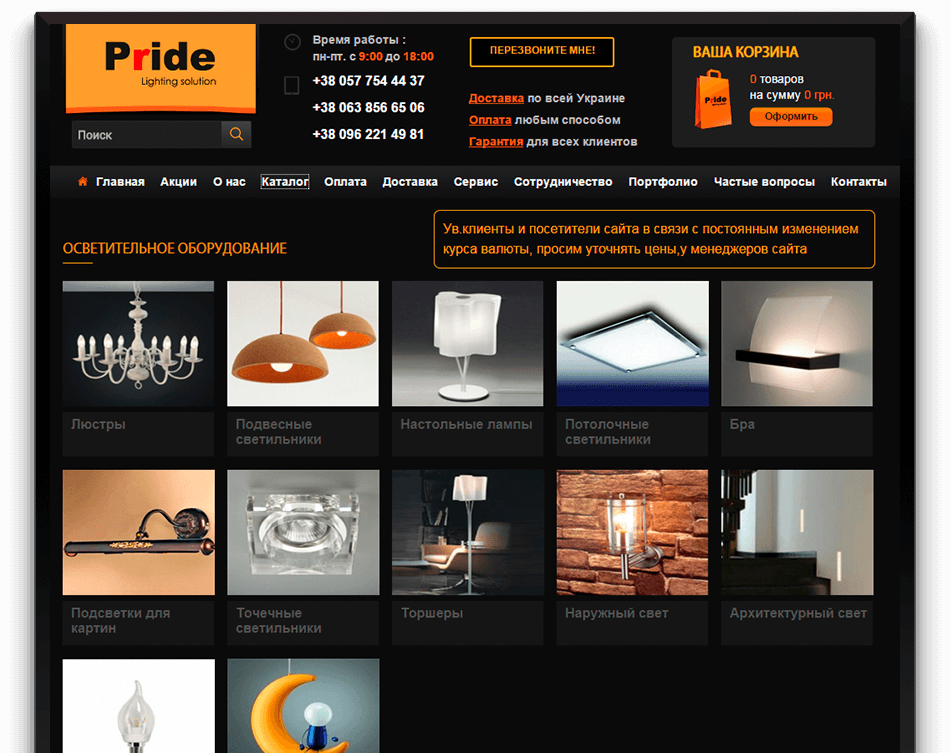 Pride
Lighting solution
Поиск
Время работы :
пн-пт. с 9:00 до 18:00
+38 057 754 44 37
+38 063 856 65 06
+38 096 221 49 81
ПЕРЕЗВОНИТЕ МНЕ!
Доставка по всей Украине
Оплата любым способом
Гарантия для всех клиентов
ВАША КОРЗИНА
Pride
0 товаров
на сумму 0 грн.
Оформить
Главная Акции О нас Каталог Оплата Доставка Сервис Сотрудничество Портфолио Частые вопросы Контакты
ОСВЕТИТЕЛЬНОЕ ОБОРУДОВАНИЕ
Ув.клиенты и посетители сайта в связи с постоянным изменением
курса валюты, просим уточнять цены,у менеджеров сайта
Люстры
Подвесные
светильники
Настольные лампы
Потолочные
светильники
Бра
Подсветки для
картин
Точечные
светильники
Торшеры
Наружный свет
Архитектурный свет